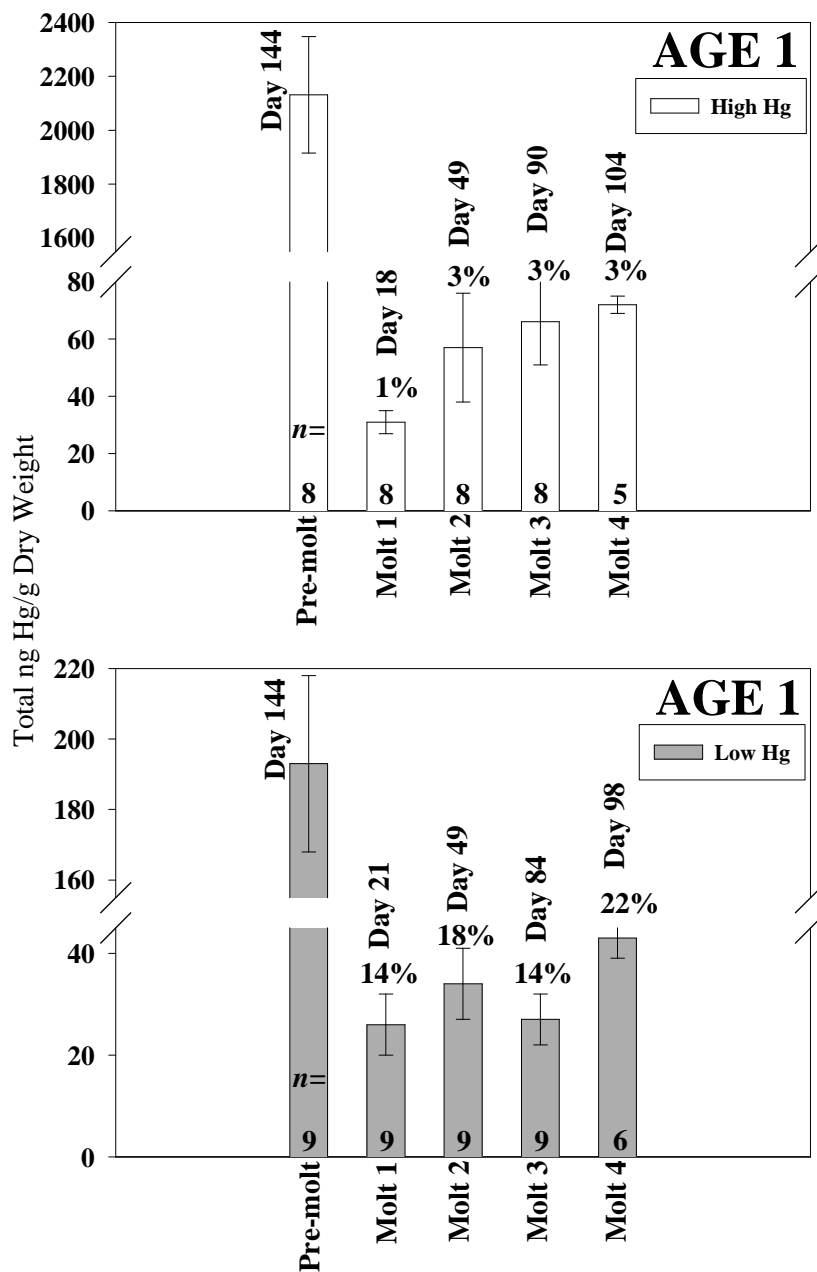 Total ng Hg/g Dry Weight
AGE 1
High Hg
2400
2200
2000
1800
1600
80
60
40
20
0
Day 144
Day 18
Day 49
Day 90
Day 104
1%
3%
3%
3%
n=
8
8
8
8
5
Pre-molt
Molt 1
Molt 2
Molt 3
Molt 4
AGE 1
Low Hg
220
200
180
160
40
20
0
Day 144
Day 21
Day 49
Day 84
Day 98
14%
18%
14%
22%
n=
9
9
9
9
6
Pre-molt
Molt 1
Molt 2
Molt 3
Molt 4